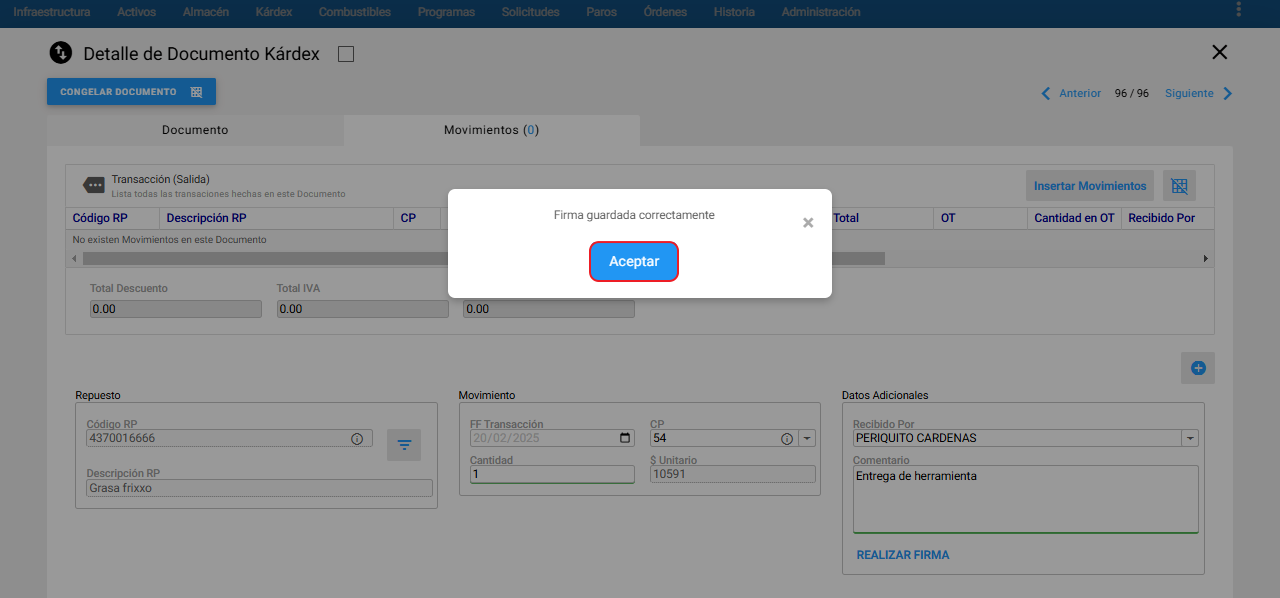 Infraestructura Activos Almacén Kárdex Combustibles Programas Solicitudes Paros Órdenes Historia Administración
Detalle de Documento Kárdex
CONGELAR DOCUMENTO
Anterior 96 / 96 Siguiente
Documento Movimientos (0)
Transacción (Salida)
Lista todas las transaciones hechas en este Documento
Insertar Movimientos
Código RP Descripción RP CP Total OT Cantidad en OT Recibido Por
No existen Movimientos en este Documento
Firma guardada correctamente
×
Aceptar
Total Descuento Total IVA
0.00 0.00 0.00
Repuesto
Código RP
4370016666
Descripción RP
Grasa frixxo
Movimiento
FF Transacción CP
20/02/2025 54
Cantidad $ Unitario
1 10591
Datos Adicionales
Recibido Por
PERIQUITO CARDENAS
Comentario
Entrega de herramienta
REALIZAR FIRMA